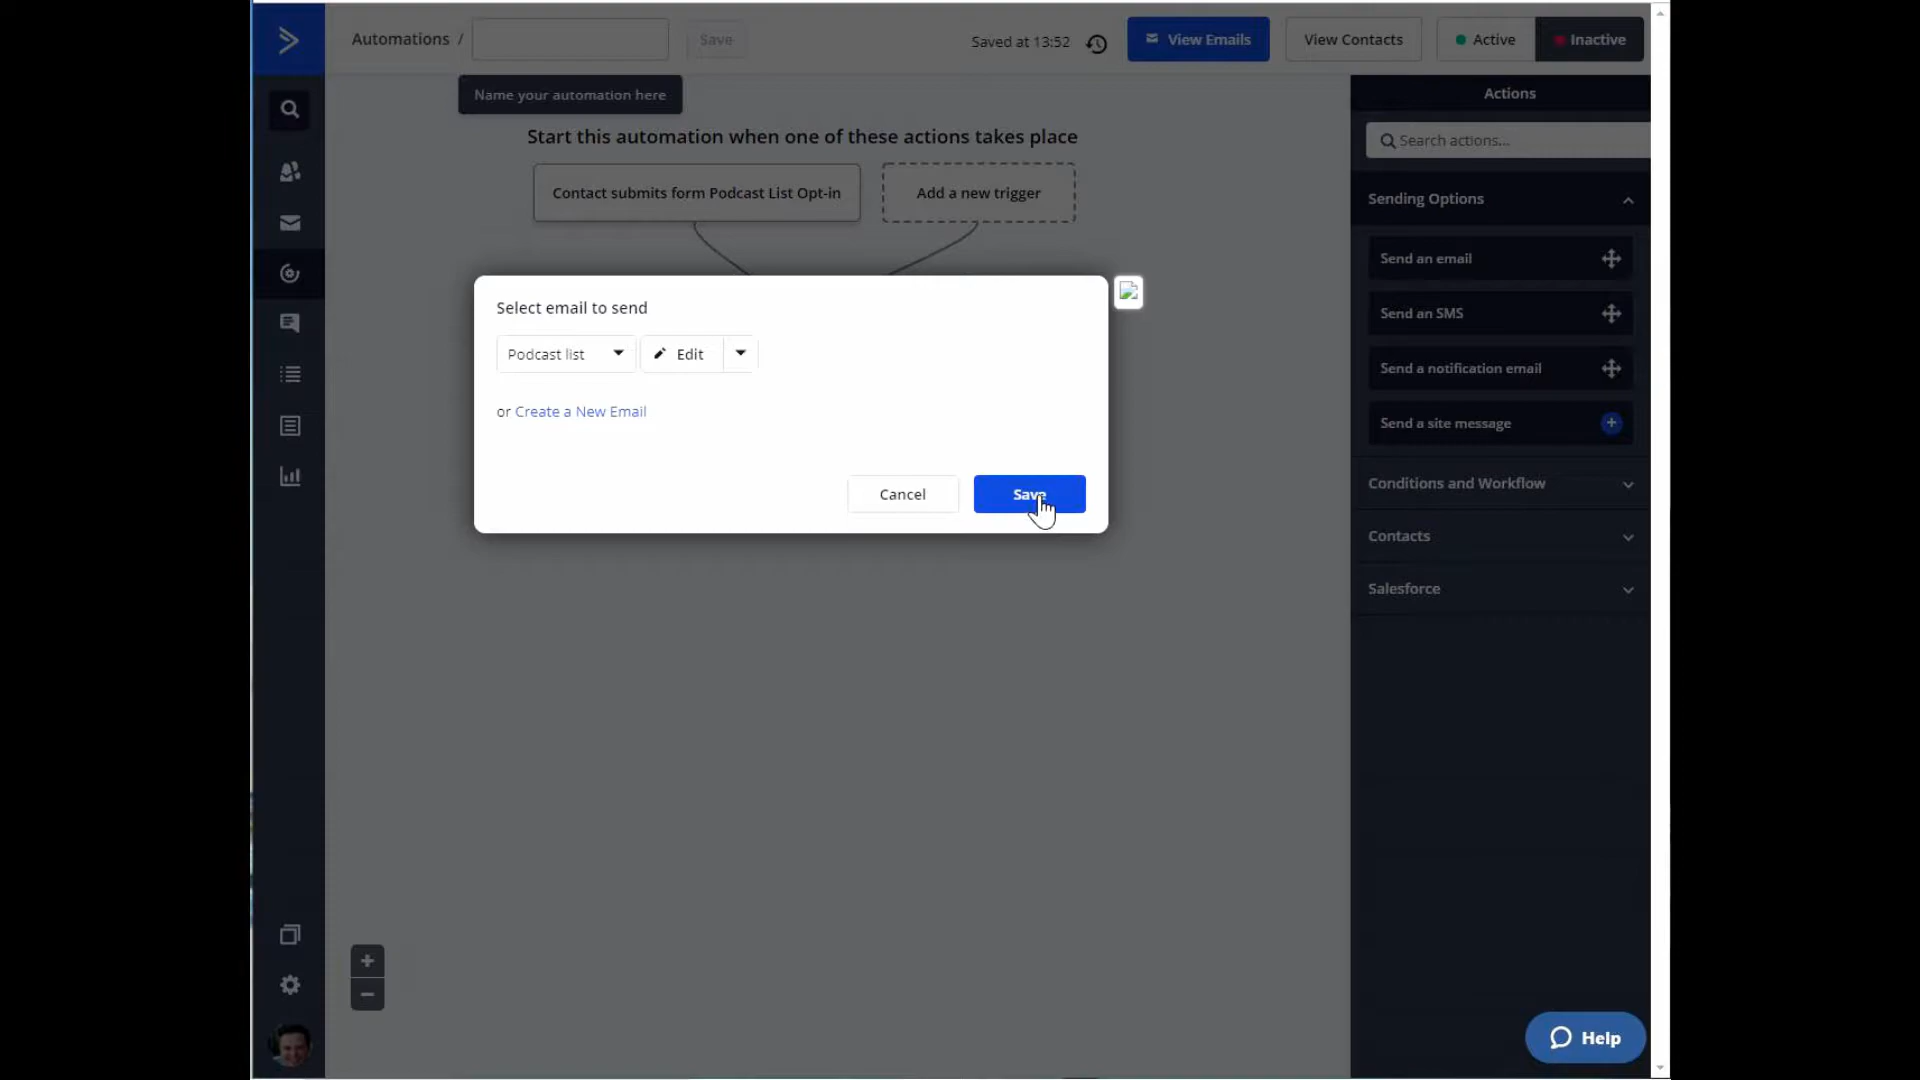 Automations /
Save
Saved at 13:52
View Emails
View Contacts
Active
Inactive
Name your automation here
Start this automation when one of these actions takes place
Contact submits form Podcast List Opt-in
Add a new trigger
Select email to send
Podcast list
Edit
or Create a New Email
Cancel
Save
Actions
Search actions...
Sending Options
Send an email
Send an SMS
Send a notification email
Send a site message
Conditions and Workflow
Contacts
Salesforce
Help